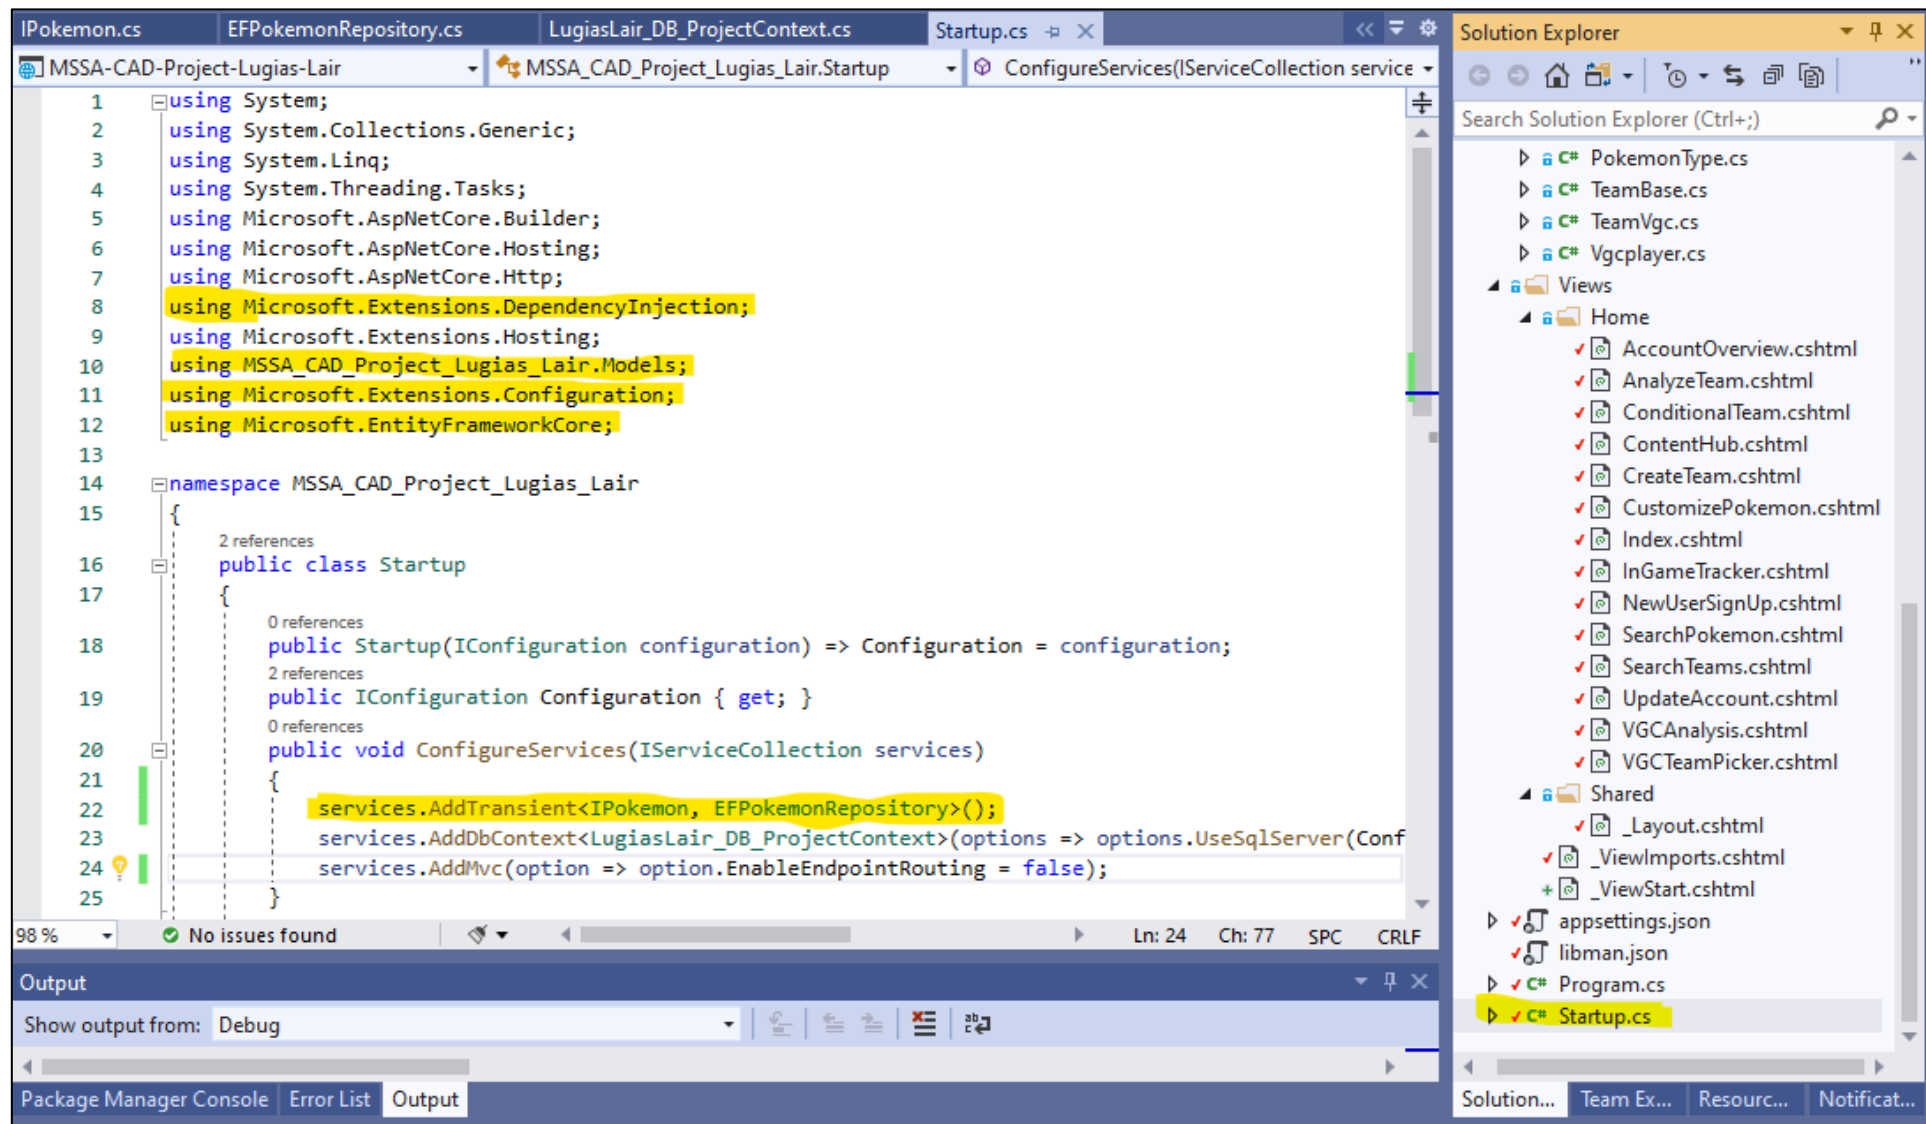 IPokemon.cs EFPokemonRepository.cs LugiasLair_DB_ProjectContext.cs Startup.cs
MSSA-CAD-Project-Lugias-Lair MSSA_CAD_Project_Lugias_Lair.Startup ConfigureServices(IServiceCollection service
1 using System;
2 using System.Collections.Generic;
3 using System.Linq;
4 using System.Threading.Tasks;
5 using Microsoft.AspNetCore.Builder;
6 using Microsoft.AspNetCore.Hosting;
7 using Microsoft.AspNetCore.Http;
8 using Microsoft.Extensions.DependencyInjection;
9 using Microsoft.Extensions.Hosting;
10 using MSSA_CAD_Project_Lugias_Lair.Models;
11 using Microsoft.Extensions.Configuration;
12 using Microsoft.EntityFrameworkCore;
13
14 namespace MSSA_CAD_Project_Lugias_Lair
15 {
2 references
16 public class Startup
17 {
0 references
18 public Startup(IConfiguration configuration) => Configuration = configuration;
2 references
19 public IConfiguration Configuration { get; }
0 references
20 public void ConfigureServices(IServiceCollection services)
21 {
22 services.AddTransient<IPokemon, EFPokemonRepository>();
23 services.AddDbContext<LugiasLair_DB_ProjectContext>(options => options.UseSqlServer(Conf
24 services.AddMvc(option => option.EnableEndpointRouting = false);
25 }
98 % No issues found Ln: 24 Ch: 77 SPC CRLF
Output
Show output from: Debug
Package Manager Console Error List Output
Solution Explorer
Search Solution Explorer (Ctrl+;)
C# PokemonType.cs
C# TeamBase.cs
C# TeamVgc.cs
C# Vgcplayer.cs
Views
Home
AccountOverview.cshtml
AnalyzeTeam.cshtml
ConditionalTeam.cshtml
ContentHub.cshtml
CreateTeam.cshtml
CustomizePokemon.cshtml
Index.cshtml
InGameTracker.cshtml
NewUserSignUp.cshtml
SearchPokemon.cshtml
SearchTeams.cshtml
UpdateAccount.cshtml
VGCAnalysis.cshtml
VGCTeamPicker.cshtml
Shared
_Layout.cshtml
_ViewImports.cshtml
_ViewStart.cshtml
appsettings.json
libman.json
C# Program.cs
C# Startup.cs
Solution... Team Ex... Resourc... Notificat...